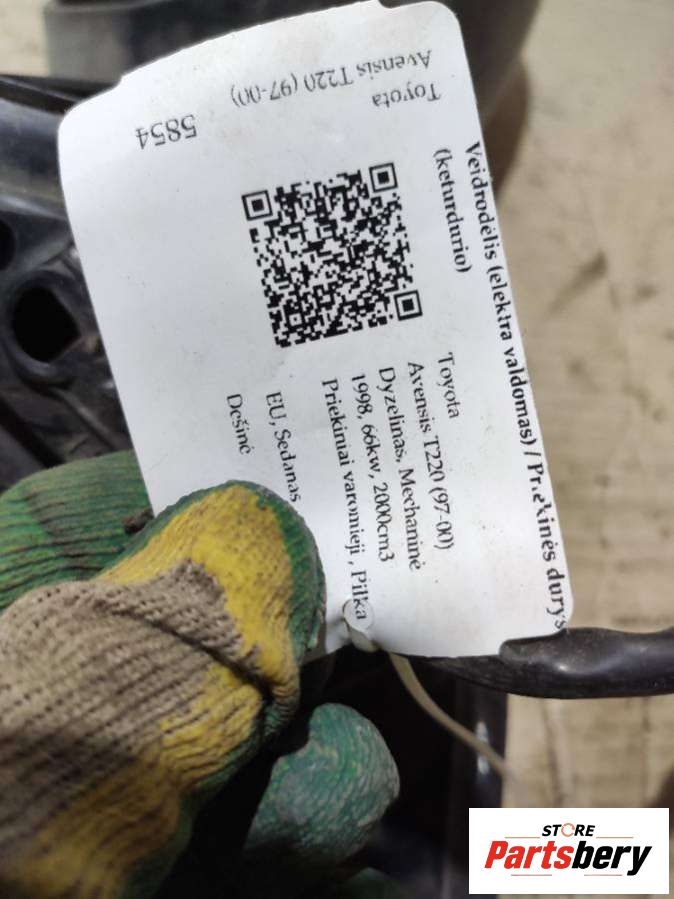 Veidrodėlis (elektra valdomas) / Priekinės durys
(keturdurio)
Toyota
Avensis T220 (97-00)
Dyzelinas, Mechaninė
1998, 66kw, 2000cm3
Priekiniai varomieji , Pilka
EU, Sedanas
Dešinė
Toyota
Avensis T220 (97-00)
5854
STORE
Partsbery